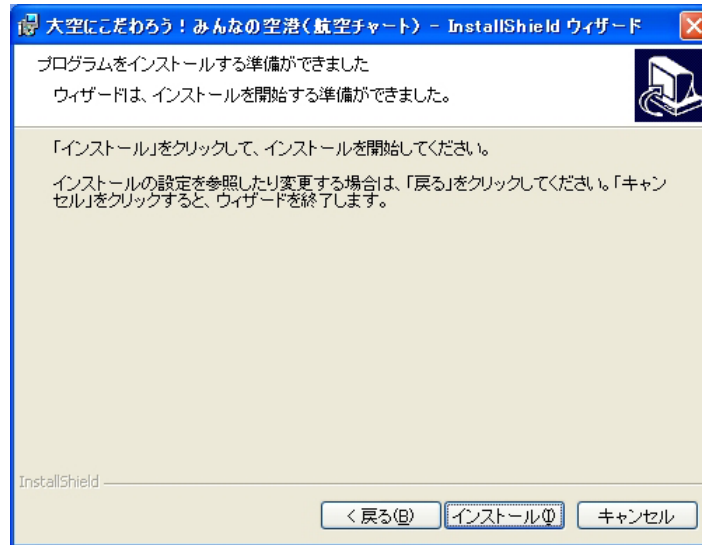 大空にこだわろう！みんなの空港（航空チャート） - InstallShield ウィザード
プログラムをインストールする準備ができました
ウィザードは、インストールを開始する準備ができました。
「インストール」をクリックして、インストールを開始してください。
インストールの設定を参照したり変更する場合は、「戻る」をクリックしてください。「キャン
セル」をクリックすると、ウィザードを終了します。
InstallShield
< 戻る(B) インストール(I) キャンセル